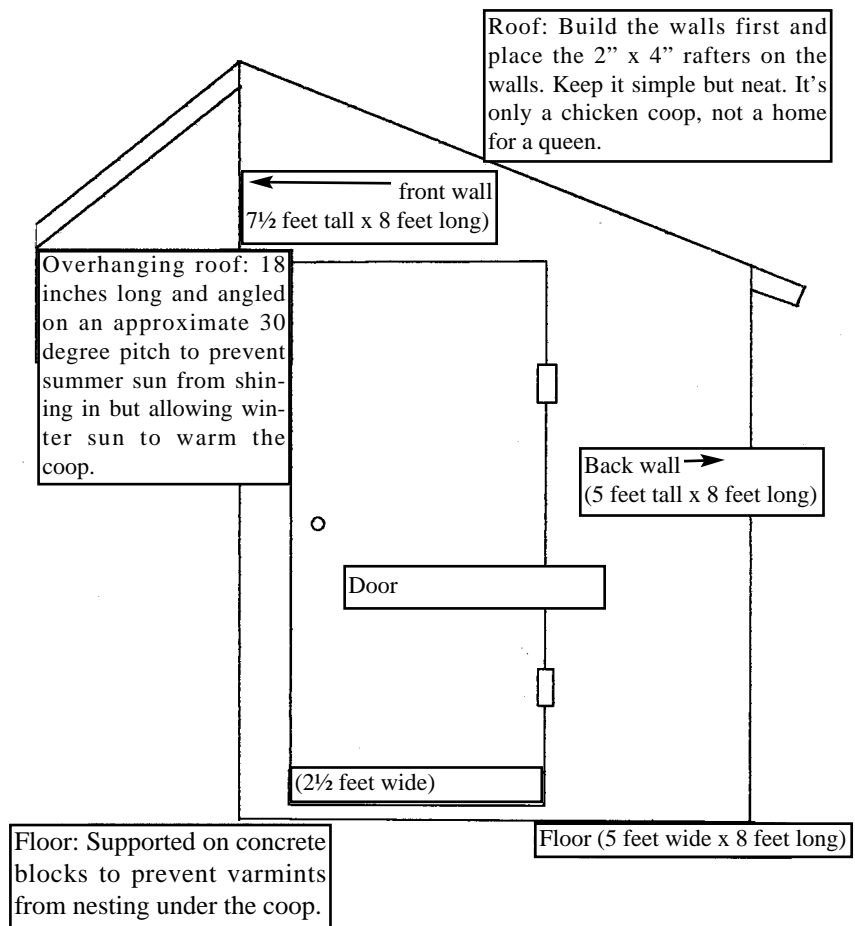 Roof: Build the walls first and
place the 2” x 4” rafters on the
walls. Keep it simple but neat. It’s
only a chicken coop, not a home
for a queen.
front wall
7½ feet tall x 8 feet long)
Overhanging roof: 18
inches long and angled
on an approximate 30
degree pitch to prevent
summer sun from shin-
ing in but allowing win-
ter sun to warm the
coop.
Back wall
(5 feet tall x 8 feet long)
Door
(2½ feet wide)
Floor (5 feet wide x 8 feet long)
Floor: Supported on concrete
blocks to prevent varmints
from nesting under the coop.